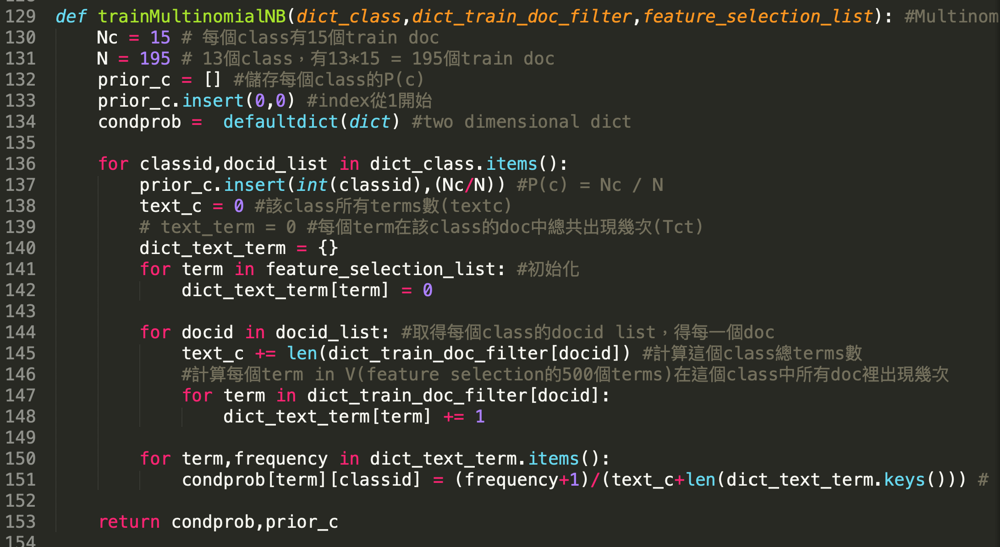 129 def trainMultinomialNB(dict_class,dict_train_doc_filter,feature_selection_list): #Multinom
130 Nc = 15 # 每個class有15個train doc
131 N = 195 # 13個class，有13*15 = 195個train doc
132 prior_c = [] #儲存每個class的P(c)
133 prior_c.insert(0,0) #index從1開始
134 condprob =  defaultdict(dict) #two dimensional dict
135
136 for classid,docid_list in dict_class.items():
137 prior_c.insert(int(classid),(Nc/N)) #P(c) = Nc / N
138 text_c = 0 #該class所有terms數(textc)
139 # text_term = 0 #每個term在該class的doc中總共出現幾次(Tct)
140 dict_text_term = {}
141 for term in feature_selection_list: #初始化
142 dict_text_term[term] = 0
143
144 for docid in docid_list: #取得每個class的docid list，得每一個doc
145 text_c += len(dict_train_doc_filter[docid]) #計算這個class總terms數
146 #計算每個term in V(feature selection的500個terms)在這個class中所有doc裡出現幾次
147 for term in dict_train_doc_filter[docid]:
148 dict_text_term[term] += 1
149
150 for term,frequency in dict_text_term.items():
151 condprob[term][classid] = (frequency+1)/(text_c+len(dict_text_term.keys())) #
152
153 return condprob,prior_c
154